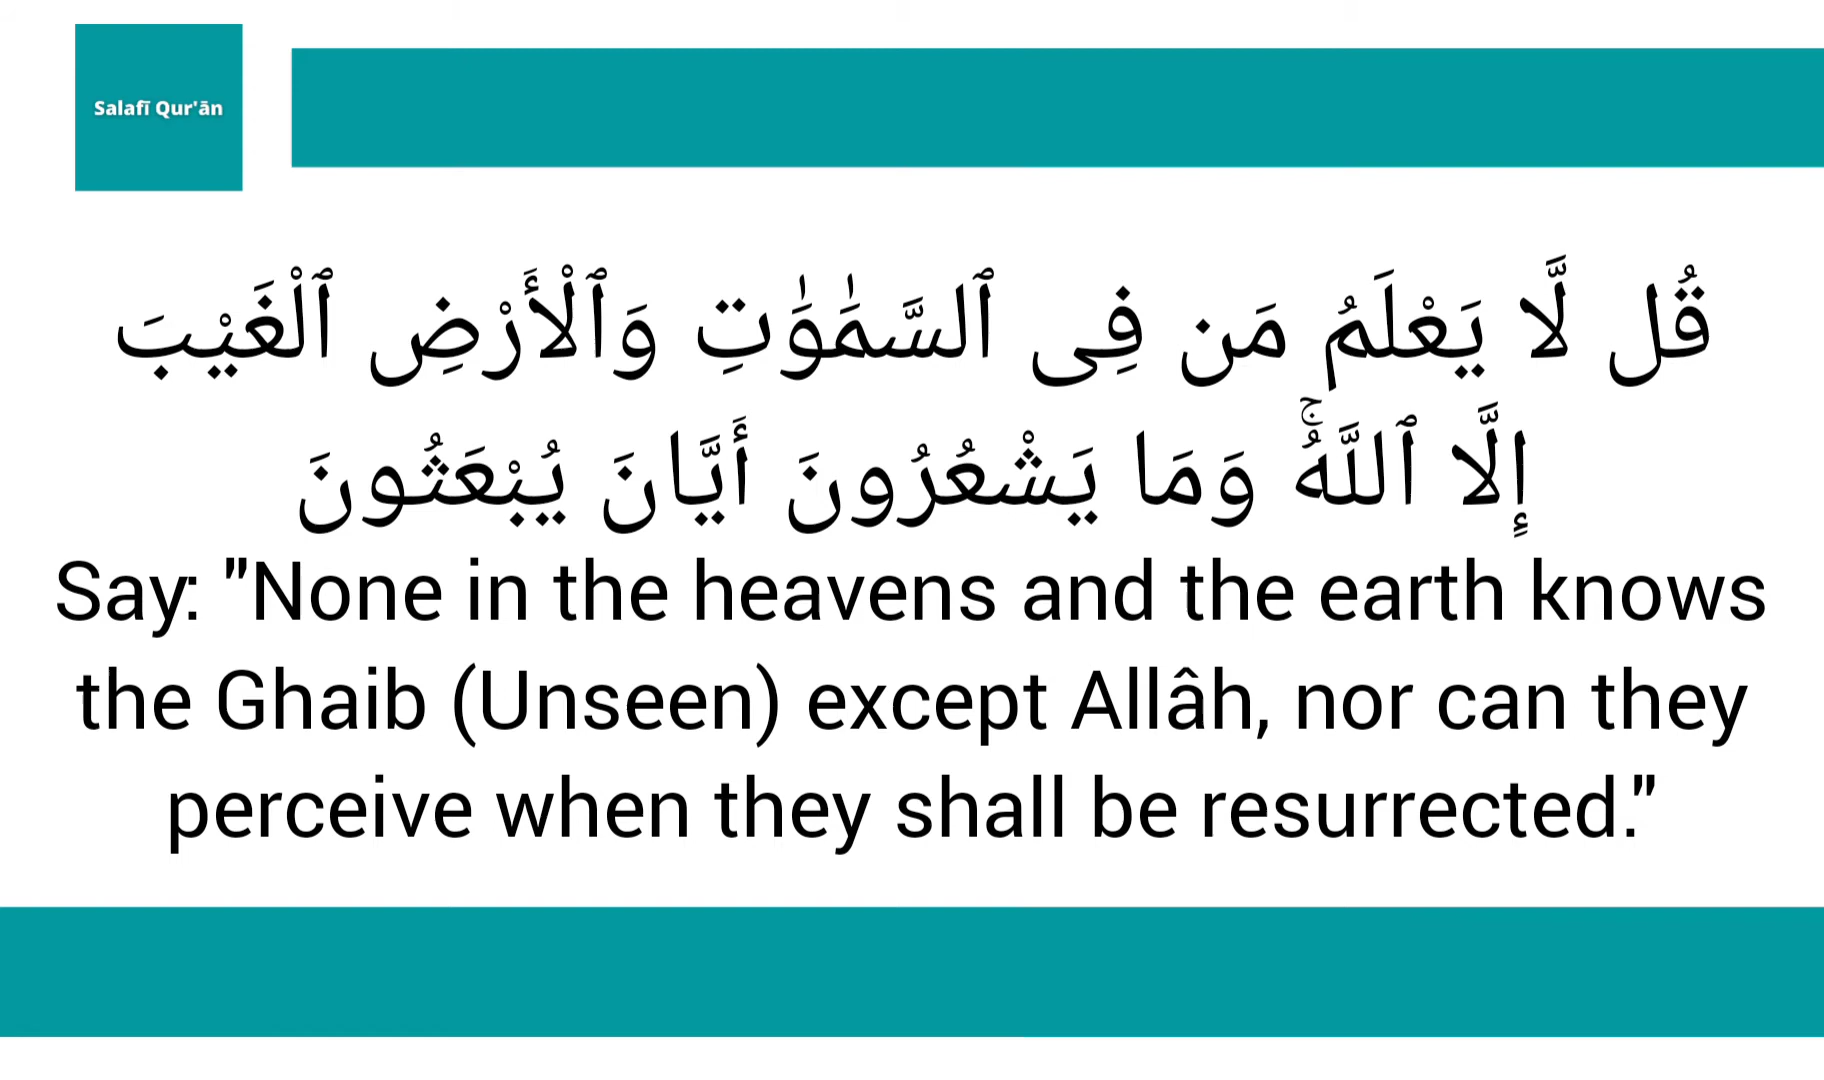 Salafī Qur'ān
قُل لَّا يَعْلَمُ مَن فِى ٱلسَّمَٰوَٰتِ وَٱلْأَرْضِ ٱلْغَيْبَ
إِلَّا ٱللَّهُ ۚ وَمَا يَشْعُرُونَ أَيَّانَ يُبْعَثُونَ
Say: "None in the heavens and the earth knows
the Ghaib (Unseen) except Allâh, nor can they
perceive when they shall be resurrected."